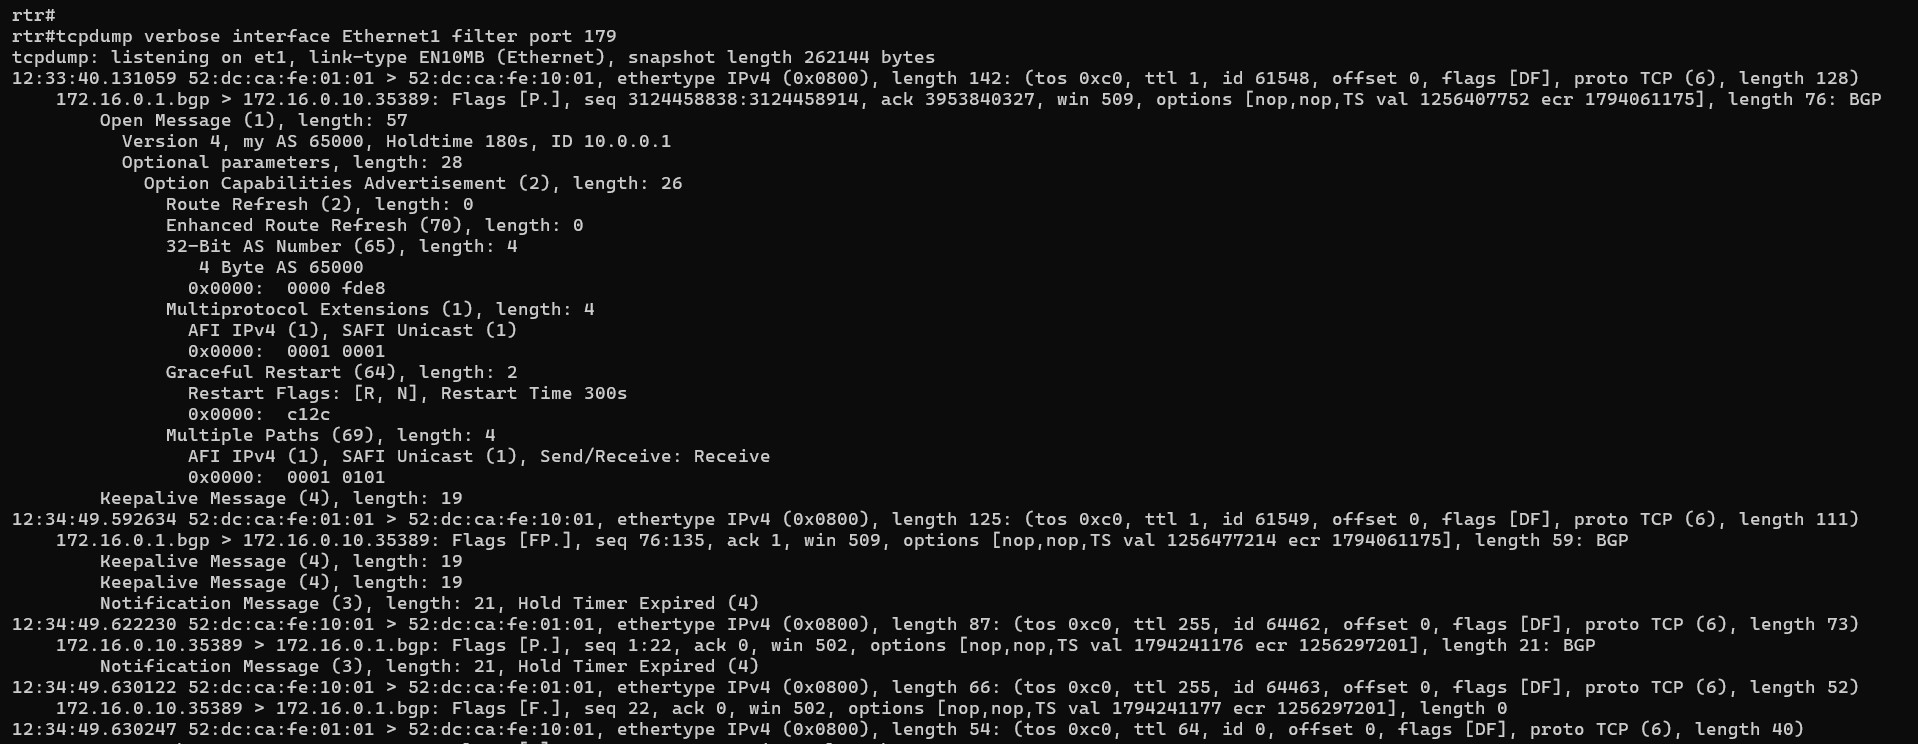 rtr#
rtr#tcpdump verbose interface Ethernet1 filter port 179
tcpdump: listening on et1, link-type EN10MB (Ethernet), snapshot length 262144 bytes
12:33:40.131059 52:dc:ca:fe:01:01 > 52:dc:ca:fe:10:01, ethertype IPv4 (0x0800), length 142: (tos 0xc0, ttl 1, id 61548, offset 0, flags [DF], proto TCP (6), length 128)
    172.16.0.1.bgp > 172.16.0.10.35389: Flags [P.], seq 3124458838:3124458914, ack 3953840327, win 509, options [nop,nop,TS val 1256407752 ecr 1794061175], length 76: BGP
        Open Message (1), length: 57
          Version 4, my AS 65000, Holdtime 180s, ID 10.0.0.1
          Optional parameters, length: 28
            Option Capabilities Advertisement (2), length: 26
              Route Refresh (2), length: 0
              Enhanced Route Refresh (70), length: 0
              32-Bit AS Number (65), length: 4
                 4 Byte AS 65000
                0x0000:  0000 fde8
              Multiprotocol Extensions (1), length: 4
                AFI IPv4 (1), SAFI Unicast (1)
                0x0000:  0001 0001
              Graceful Restart (64), length: 2
                Restart Flags: [R, N], Restart Time 300s
                0x0000:  c12c
              Multiple Paths (69), length: 4
                AFI IPv4 (1), SAFI Unicast (1), Send/Receive: Receive
                0x0000:  0001 0101
        Keepalive Message (4), length: 19
12:34:49.592634 52:dc:ca:fe:01:01 > 52:dc:ca:fe:10:01, ethertype IPv4 (0x0800), length 125: (tos 0xc0, ttl 1, id 61549, offset 0, flags [DF], proto TCP (6), length 111)
    172.16.0.1.bgp > 172.16.0.10.35389: Flags [FP.], seq 76:135, ack 1, win 509, options [nop,nop,TS val 1256477214 ecr 1794061175], length 59: BGP
        Keepalive Message (4), length: 19
        Keepalive Message (4), length: 19
        Notification Message (3), length: 21, Hold Timer Expired (4)
12:34:49.622230 52:dc:ca:fe:10:01 > 52:dc:ca:fe:01:01, ethertype IPv4 (0x0800), length 87: (tos 0xc0, ttl 255, id 64462, offset 0, flags [DF], proto TCP (6), length 73)
    172.16.0.10.35389 > 172.16.0.1.bgp: Flags [P.], seq 1:22, ack 0, win 502, options [nop,nop,TS val 1794241176 ecr 1256297201], length 21: BGP
        Notification Message (3), length: 21, Hold Timer Expired (4)
12:34:49.630122 52:dc:ca:fe:10:01 > 52:dc:ca:fe:01:01, ethertype IPv4 (0x0800), length 66: (tos 0xc0, ttl 255, id 64463, offset 0, flags [DF], proto TCP (6), length 52)
    172.16.0.10.35389 > 172.16.0.1.bgp: Flags [F.], seq 22, ack 0, win 502, options [nop,nop,TS val 1794241177 ecr 1256297201], length 0
12:34:49.630247 52:dc:ca:fe:01:01 > 52:dc:ca:fe:10:01, ethertype IPv4 (0x0800), length 54: (tos 0xc0, ttl 64, id 0, offset 0, flags [DF], proto TCP (6), length 40)